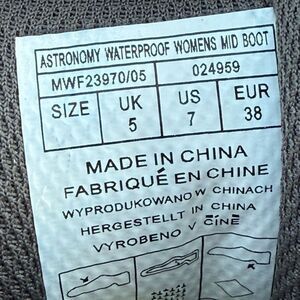 ASTRONOMY WATERPROOF WOMENS MID BOOT
MWF23970/05 024959
SIZE UK 5 US 7 EUR 38
MADE IN CHINA
FABRIQUÉ EN CHINE
WYPRODUKOWANO W CHINACH
HERGESTELLT IN CHINA
VYROBENO V ČÍNĚ